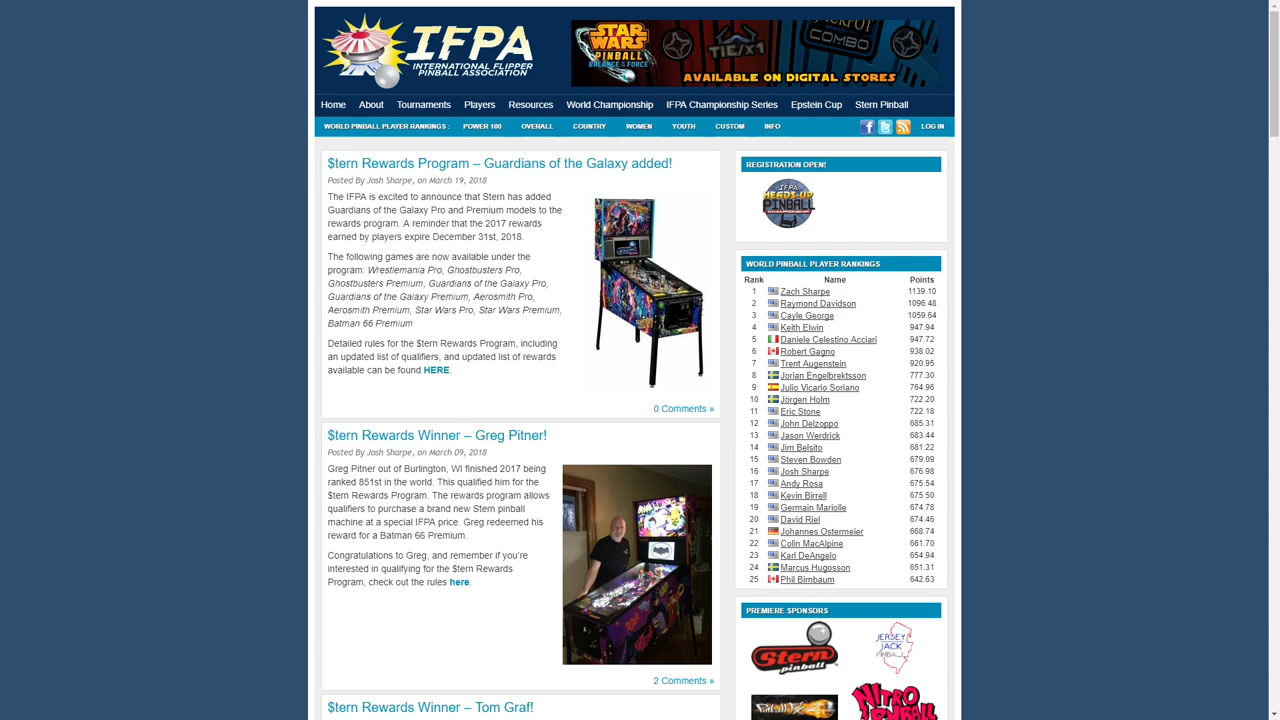 IFPA
INTERNATIONAL FLIPPER
PINBALL ASSOCIATION
STAR WARS
PINBALL
BALANCE OF THE FORCE
TIE/X1
JACKPOT
COMBO
AVAILABLE ON DIGITAL STORES
Home About Tournaments Players Resources World Championship IFPA Championship Series Epstein Cup Stern Pinball
WORLD PINBALL PLAYER RANKINGS : POWER 100 OVERALL COUNTRY WOMEN YOUTH CUSTOM INFO LOG IN
$tern Rewards Program – Guardians of the Galaxy added!
Posted By Josh Sharpe, on March 19, 2018
The IFPA is excited to announce that Stern has added
Guardians of the Galaxy Pro and Premium models to the
rewards program. A reminder that the 2017 rewards
earned by players expire December 31st, 2018.
The following games are now available under the
program: Wrestlemania Pro, Ghostbusters Pro,
Ghostbusters Premium, Guardians of the Galaxy Pro,
Guardians of the Galaxy Premium, Aerosmith Pro,
Aerosmith Premium, Star Wars Pro, Star Wars Premium,
Batman 66 Premium
Detailed rules for the $tern Rewards Program, including
an updated list of qualifiers, and updated list of rewards
available can be found HERE.
0 Comments »
$tern Rewards Winner – Greg Pitner!
Posted By Josh Sharpe, on March 09, 2018
Greg Pitner out of Burlington, WI finished 2017 being
ranked 851st in the world. This qualified him for the
$tern Rewards Program. The rewards program allows
qualifiers to purchase a brand new Stern pinball
machine at a special IFPA price. Greg redeemed his
reward for a Batman 66 Premium.
Congratulations to Greg, and remember if you're
interested in qualifying for the $tern Rewards
Program, check out the rules here.
2 Comments »
$tern Rewards Winner – Tom Graf!
REGISTRATION OPEN!
IFPA
HEADS-UP
PINBALL
CHAMPIONSHIP
WORLD PINBALL PLAYER RANKINGS
Rank Name Points
1 Zach Sharpe 1139.10
2 Raymond Davidson 1096.48
3 Cayle George 1059.64
4 Keith Elwin 947.94
5 Daniele Celestino Acciari 947.72
6 Robert Gagno 938.02
7 Trent Augenstein 920.95
8 Jorian Engelbrektsson 777.30
9 Julio Vicario Soriano 764.96
10 Jörgen Holm 722.20
11 Eric Stone 722.18
12 John Delzoppo 685.31
13 Jason Werdrick 683.44
14 Jim Belsito 681.22
15 Steven Bowden 679.09
16 Josh Sharpe 676.98
17 Andy Rosa 675.54
18 Kevin Birrell 675.50
19 Germain Mariolle 674.78
20 David Riel 674.46
21 Johannes Ostermeier 668.74
22 Colin MacAlpine 661.70
23 Karl DeAngelo 654.94
24 Marcus Hugosson 651.31
25 Phil Birnbaum 642.63
PREMIERE SPONSORS
Stern
pinball
JERSEY
JACK
PINBALL
NITRO
PINBALL